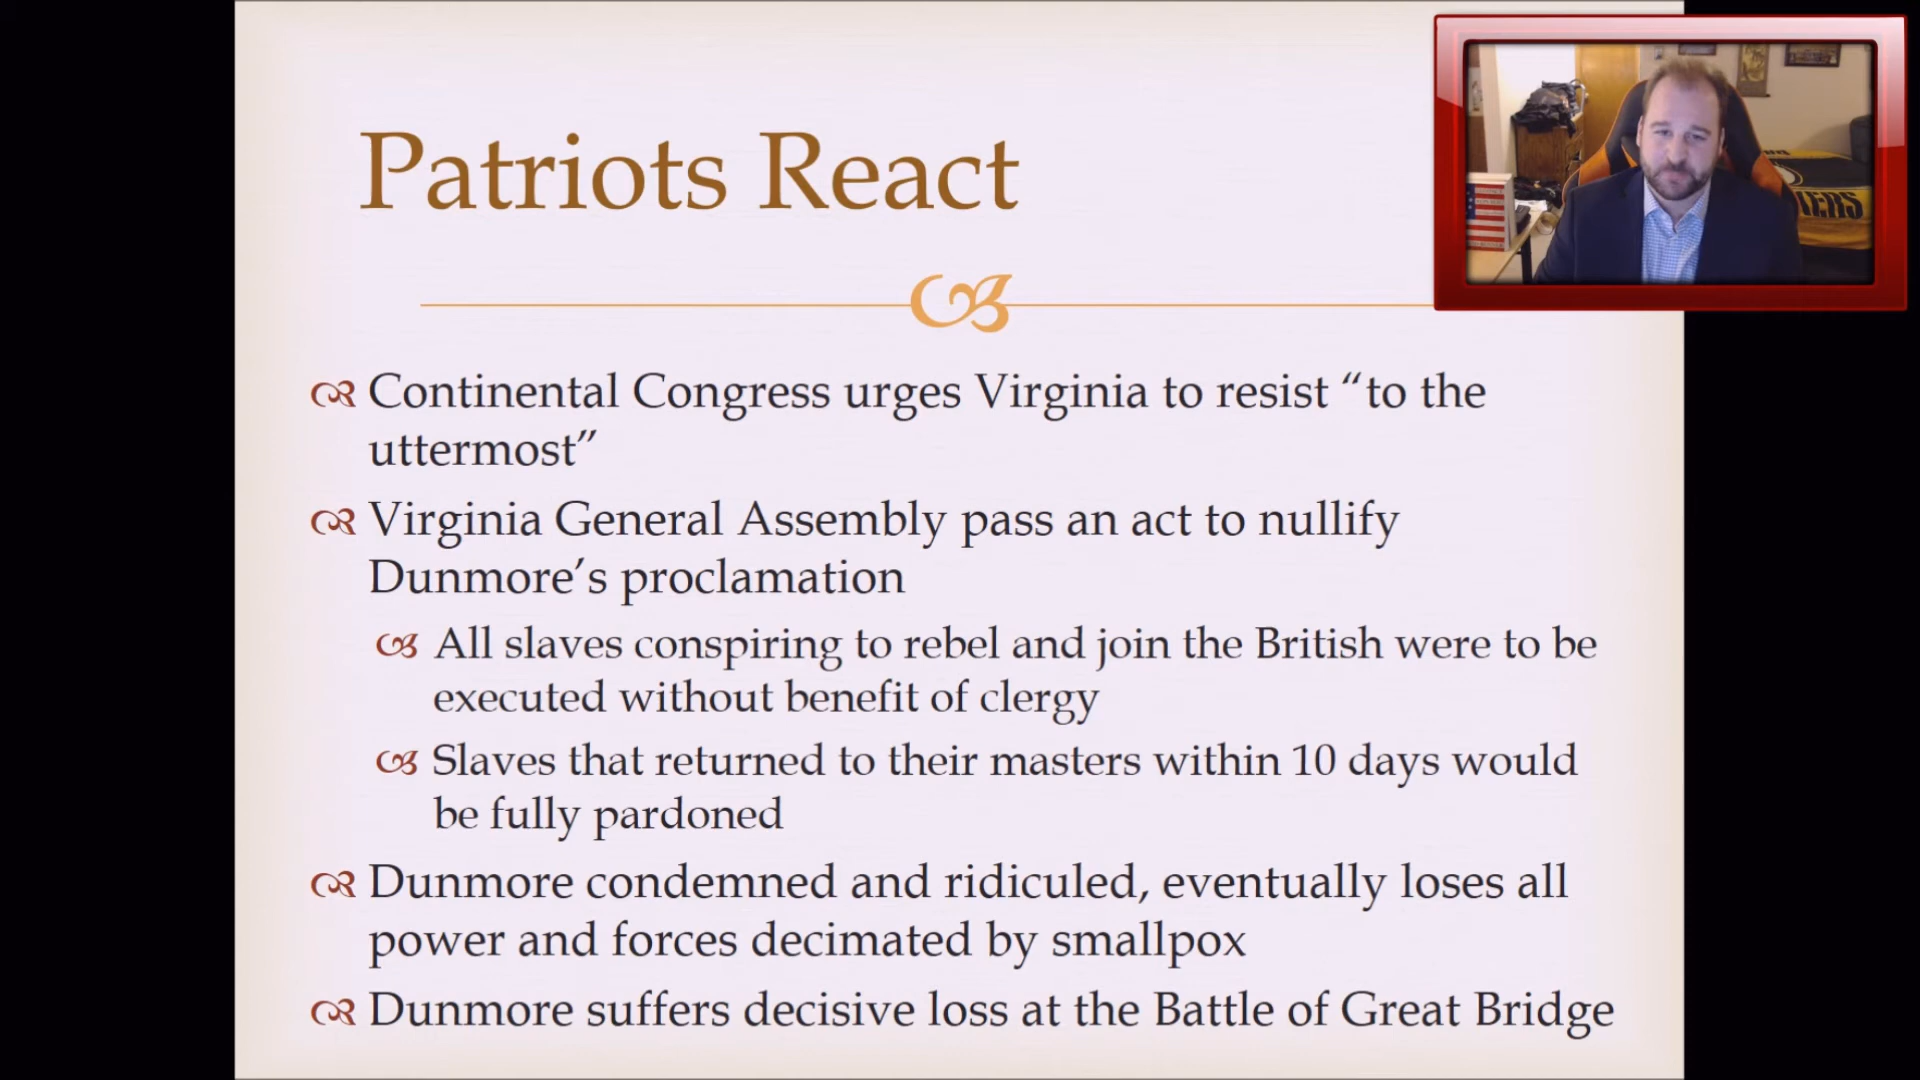 Patriots React
Continental Congress urges Virginia to resist “to the
uttermost”
Virginia General Assembly pass an act to nullify
Dunmore’s proclamation
All slaves conspiring to rebel and join the British were to be
executed without benefit of clergy
Slaves that returned to their masters within 10 days would
be fully pardoned
Dunmore condemned and ridiculed, eventually loses all
power and forces decimated by smallpox
Dunmore suffers decisive loss at the Battle of Great Bridge